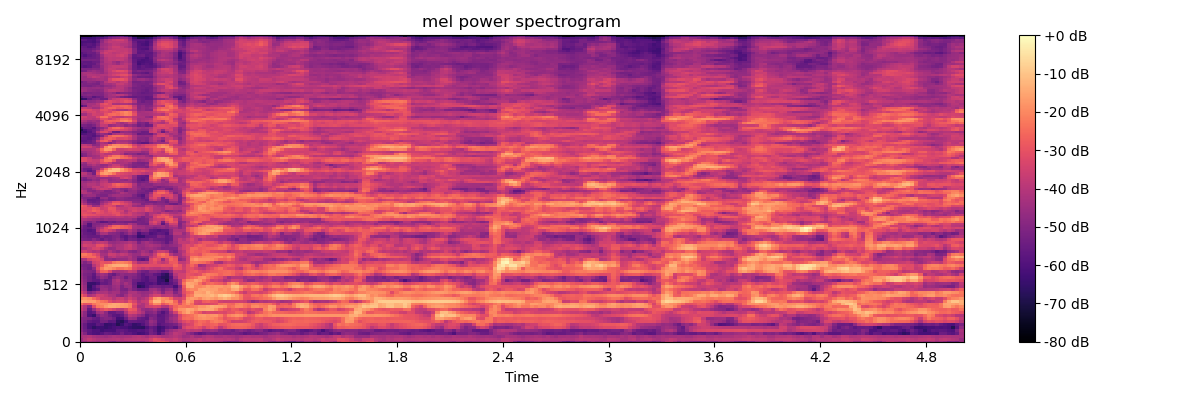 mel power spectrogram
8192
4096
2048
1024
512
0
Hz
0 0.6 1.2 1.8 2.4 3 3.6 4.2 4.8
Time
+0 dB
-10 dB
-20 dB
-30 dB
-40 dB
-50 dB
-60 dB
-70 dB
-80 dB